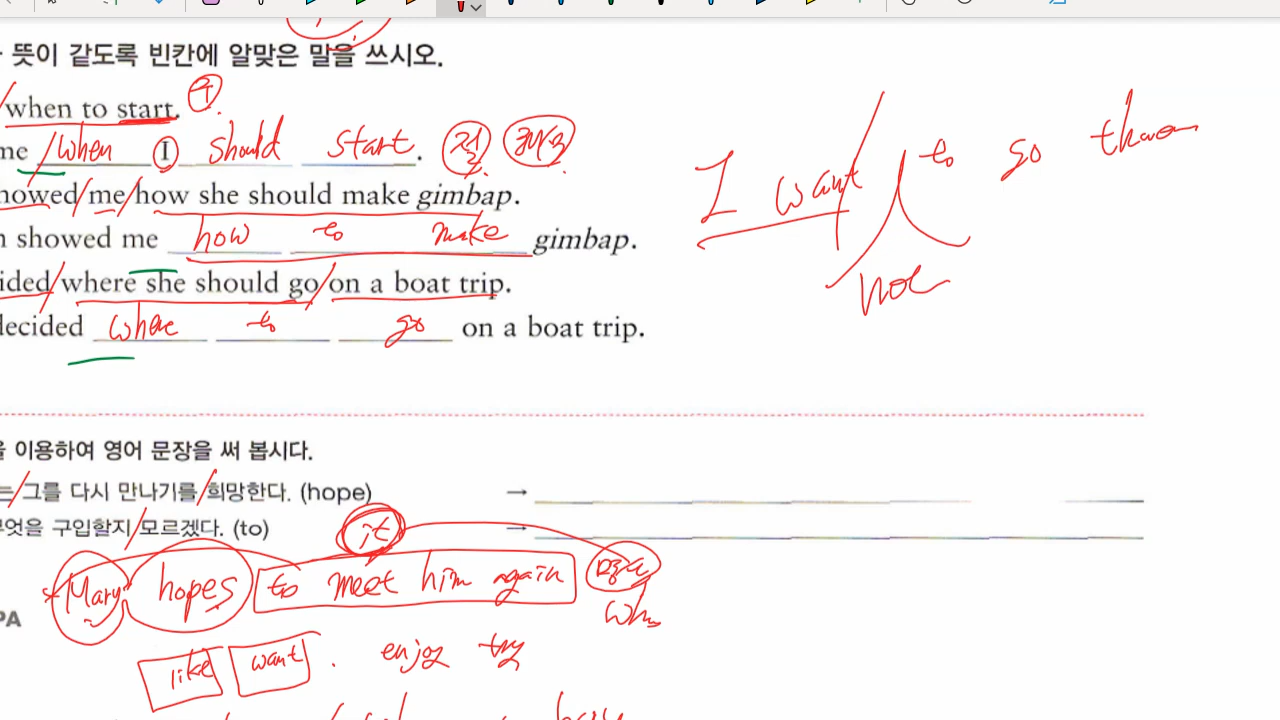 뜻이 같도록 빈칸에 알맞은 말을 쓰시오.
when to start.
me when I should start. 절
howed me how she should make gimbap.
n showed me how to make gimbap.
ided where she should go on a boat trip.
decided where to go on a boat trip.
I want to go there
not
을 이용하여 영어 문장을 써 봅시다.
는 그를 다시 만나기를 희망한다. (hope) →
무엇을 구입할지 모르겠다. (to) →
it
Mary hopes to meet him again
PA
like want . enjoy try